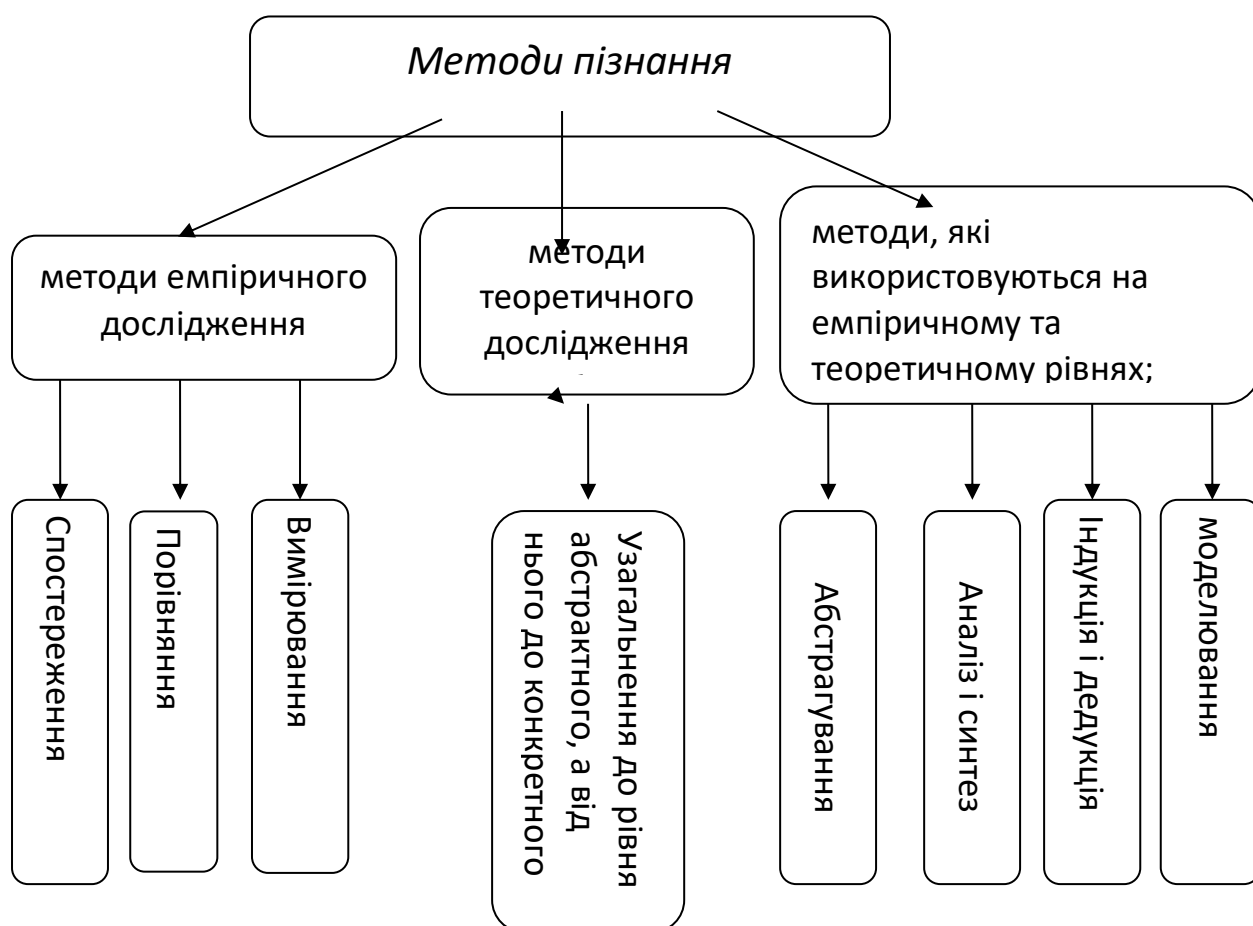 Методи пізнання
методи емпіричного
дослідження
методи
теоретичного
дослідження
методи, які
використовуються на
емпіричному та
теоретичному рівнях;
Спостереження
Порівняння
Вимірювання
Узагальнення до рівня
абстрактного, а від
нього до конкретного
Абстрагування
Аналіз і синтез
Індукція і дедукція
моделювання